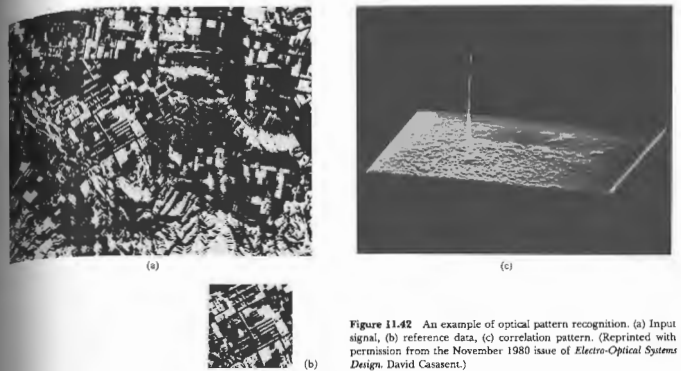 (a)
(c)
(b)
Figure 11.42 An example of optical pattern recognition. (a) Input
signal, (b) reference data, (c) correlation pattern. (Reprinted with
permission from the November 1980 issue of Electro-Optical Systems
Design. David Casasent.)